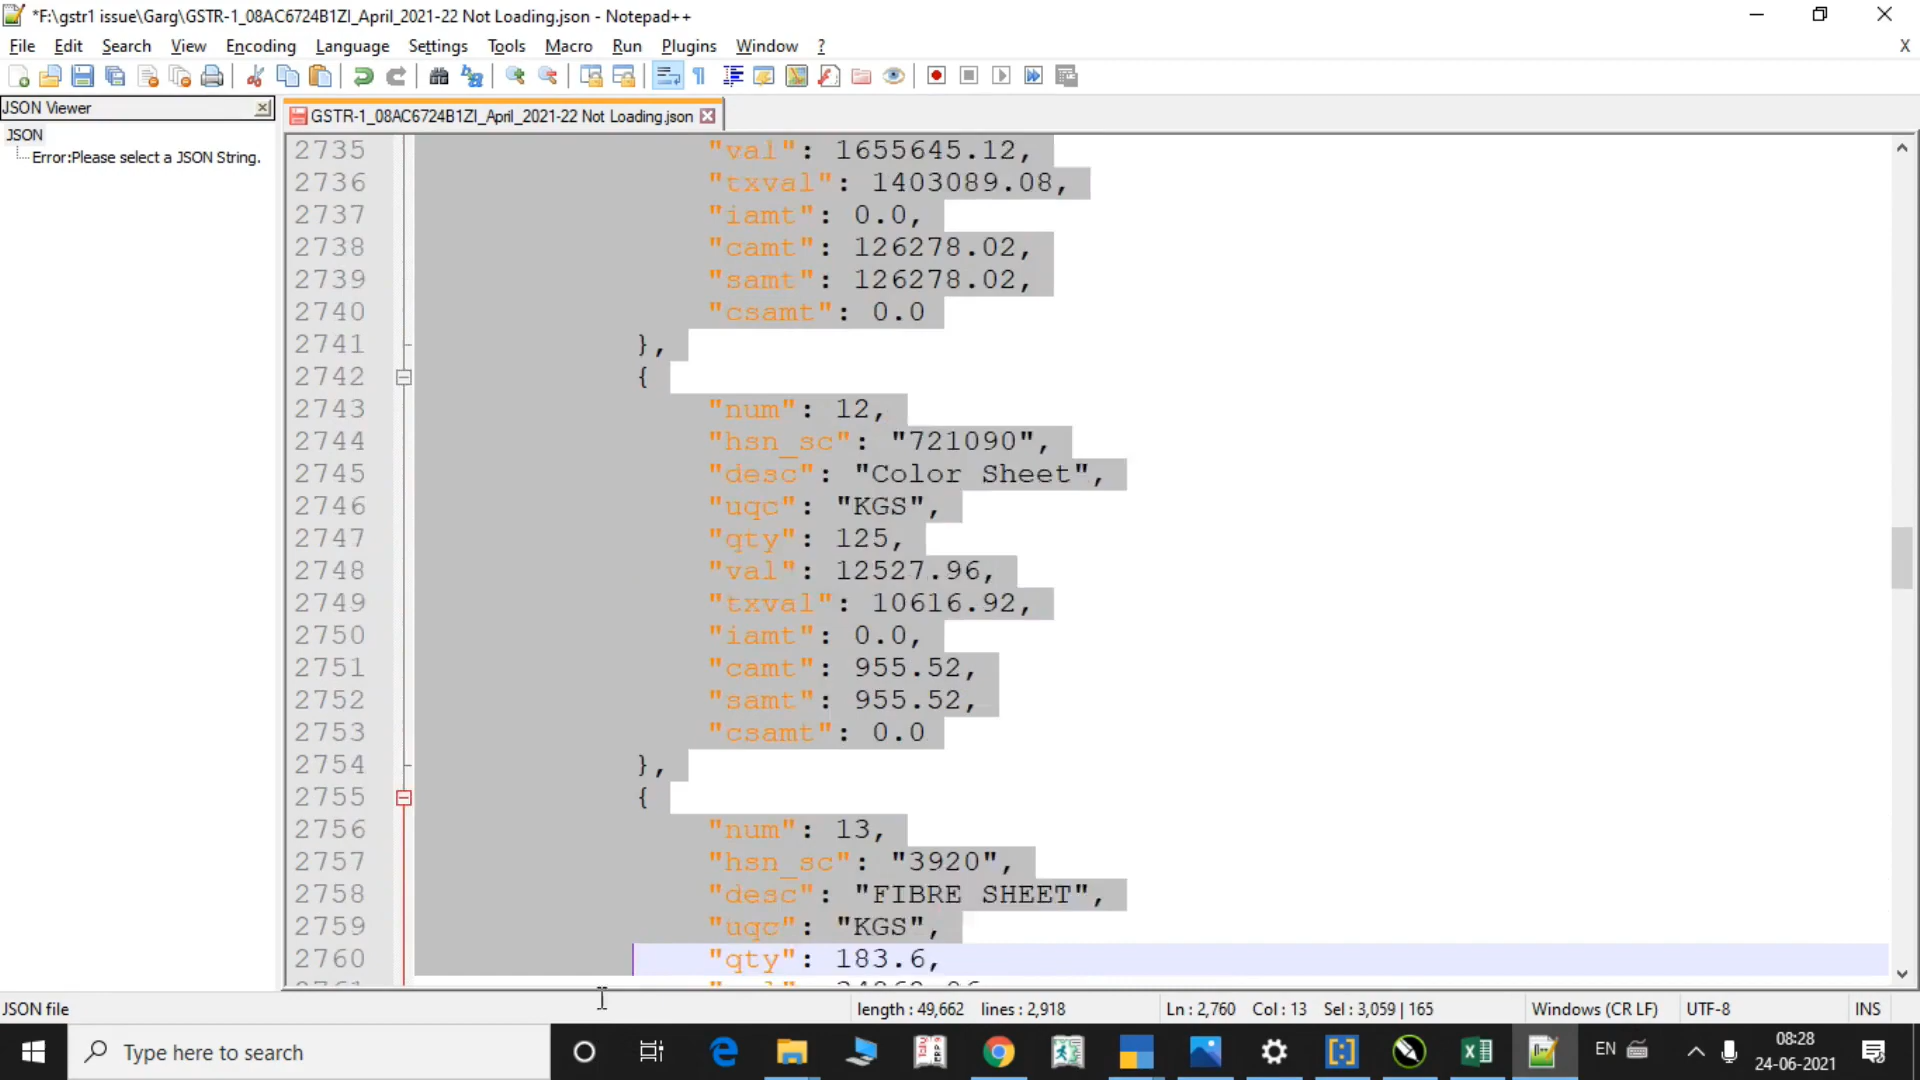 *F:\gstr1 issue\Garg\GSTR-1_08AC6724B1ZI_April_2021-22 Not Loading.json - Notepad++
File Edit Search View Encoding Language Settings Tools Macro Run Plugins Window ? X
JSON Viewer
JSON
Error:Please select a JSON String.
GSTR-1_08AC6724B1ZI_April_2021-22 Not Loading.json
2735 "val": 1655645.12,
2736 "txval": 1403089.08,
2737 "iamt": 0.0,
2738 "camt": 126278.02,
2739 "samt": 126278.02,
2740 "csamt": 0.0
2741 },
2742 {
2743 "num": 12,
2744 "hsn_sc": "721090",
2745 "desc": "Color Sheet",
2746 "uqc": "KGS",
2747 "qty": 125,
2748 "val": 12527.96,
2749 "txval": 10616.92,
2750 "iamt": 0.0,
2751 "camt": 955.52,
2752 "samt": 955.52,
2753 "csamt": 0.0
2754 },
2755 {
2756 "num": 13,
2757 "hsn_sc": "3920",
2758 "desc": "FIBRE SHEET",
2759 "uqc": "KGS",
2760 "qty": 183.6,
JSON file length : 49,662 lines : 2,918 Ln : 2,760 Col : 13 Sel : 3,059 | 165 Windows (CR LF) UTF-8 INS
Type here to search
EN
08:28
24-06-2021